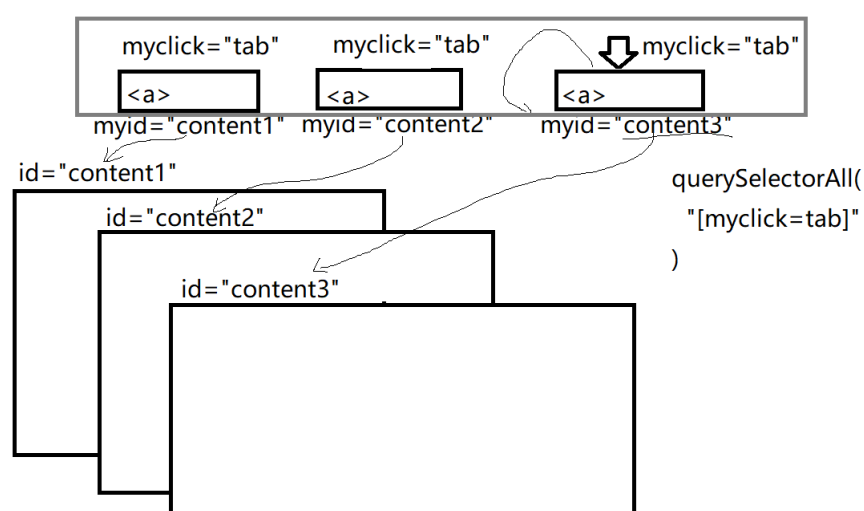 myclick="tab" myclick="tab" myclick="tab"
<a> <a> <a>
myid="content1" myid="content2" myid="content3"
id="content1"
querySelectorAll(
"[myclick=tab]"
)
id="content2"
id="content3"